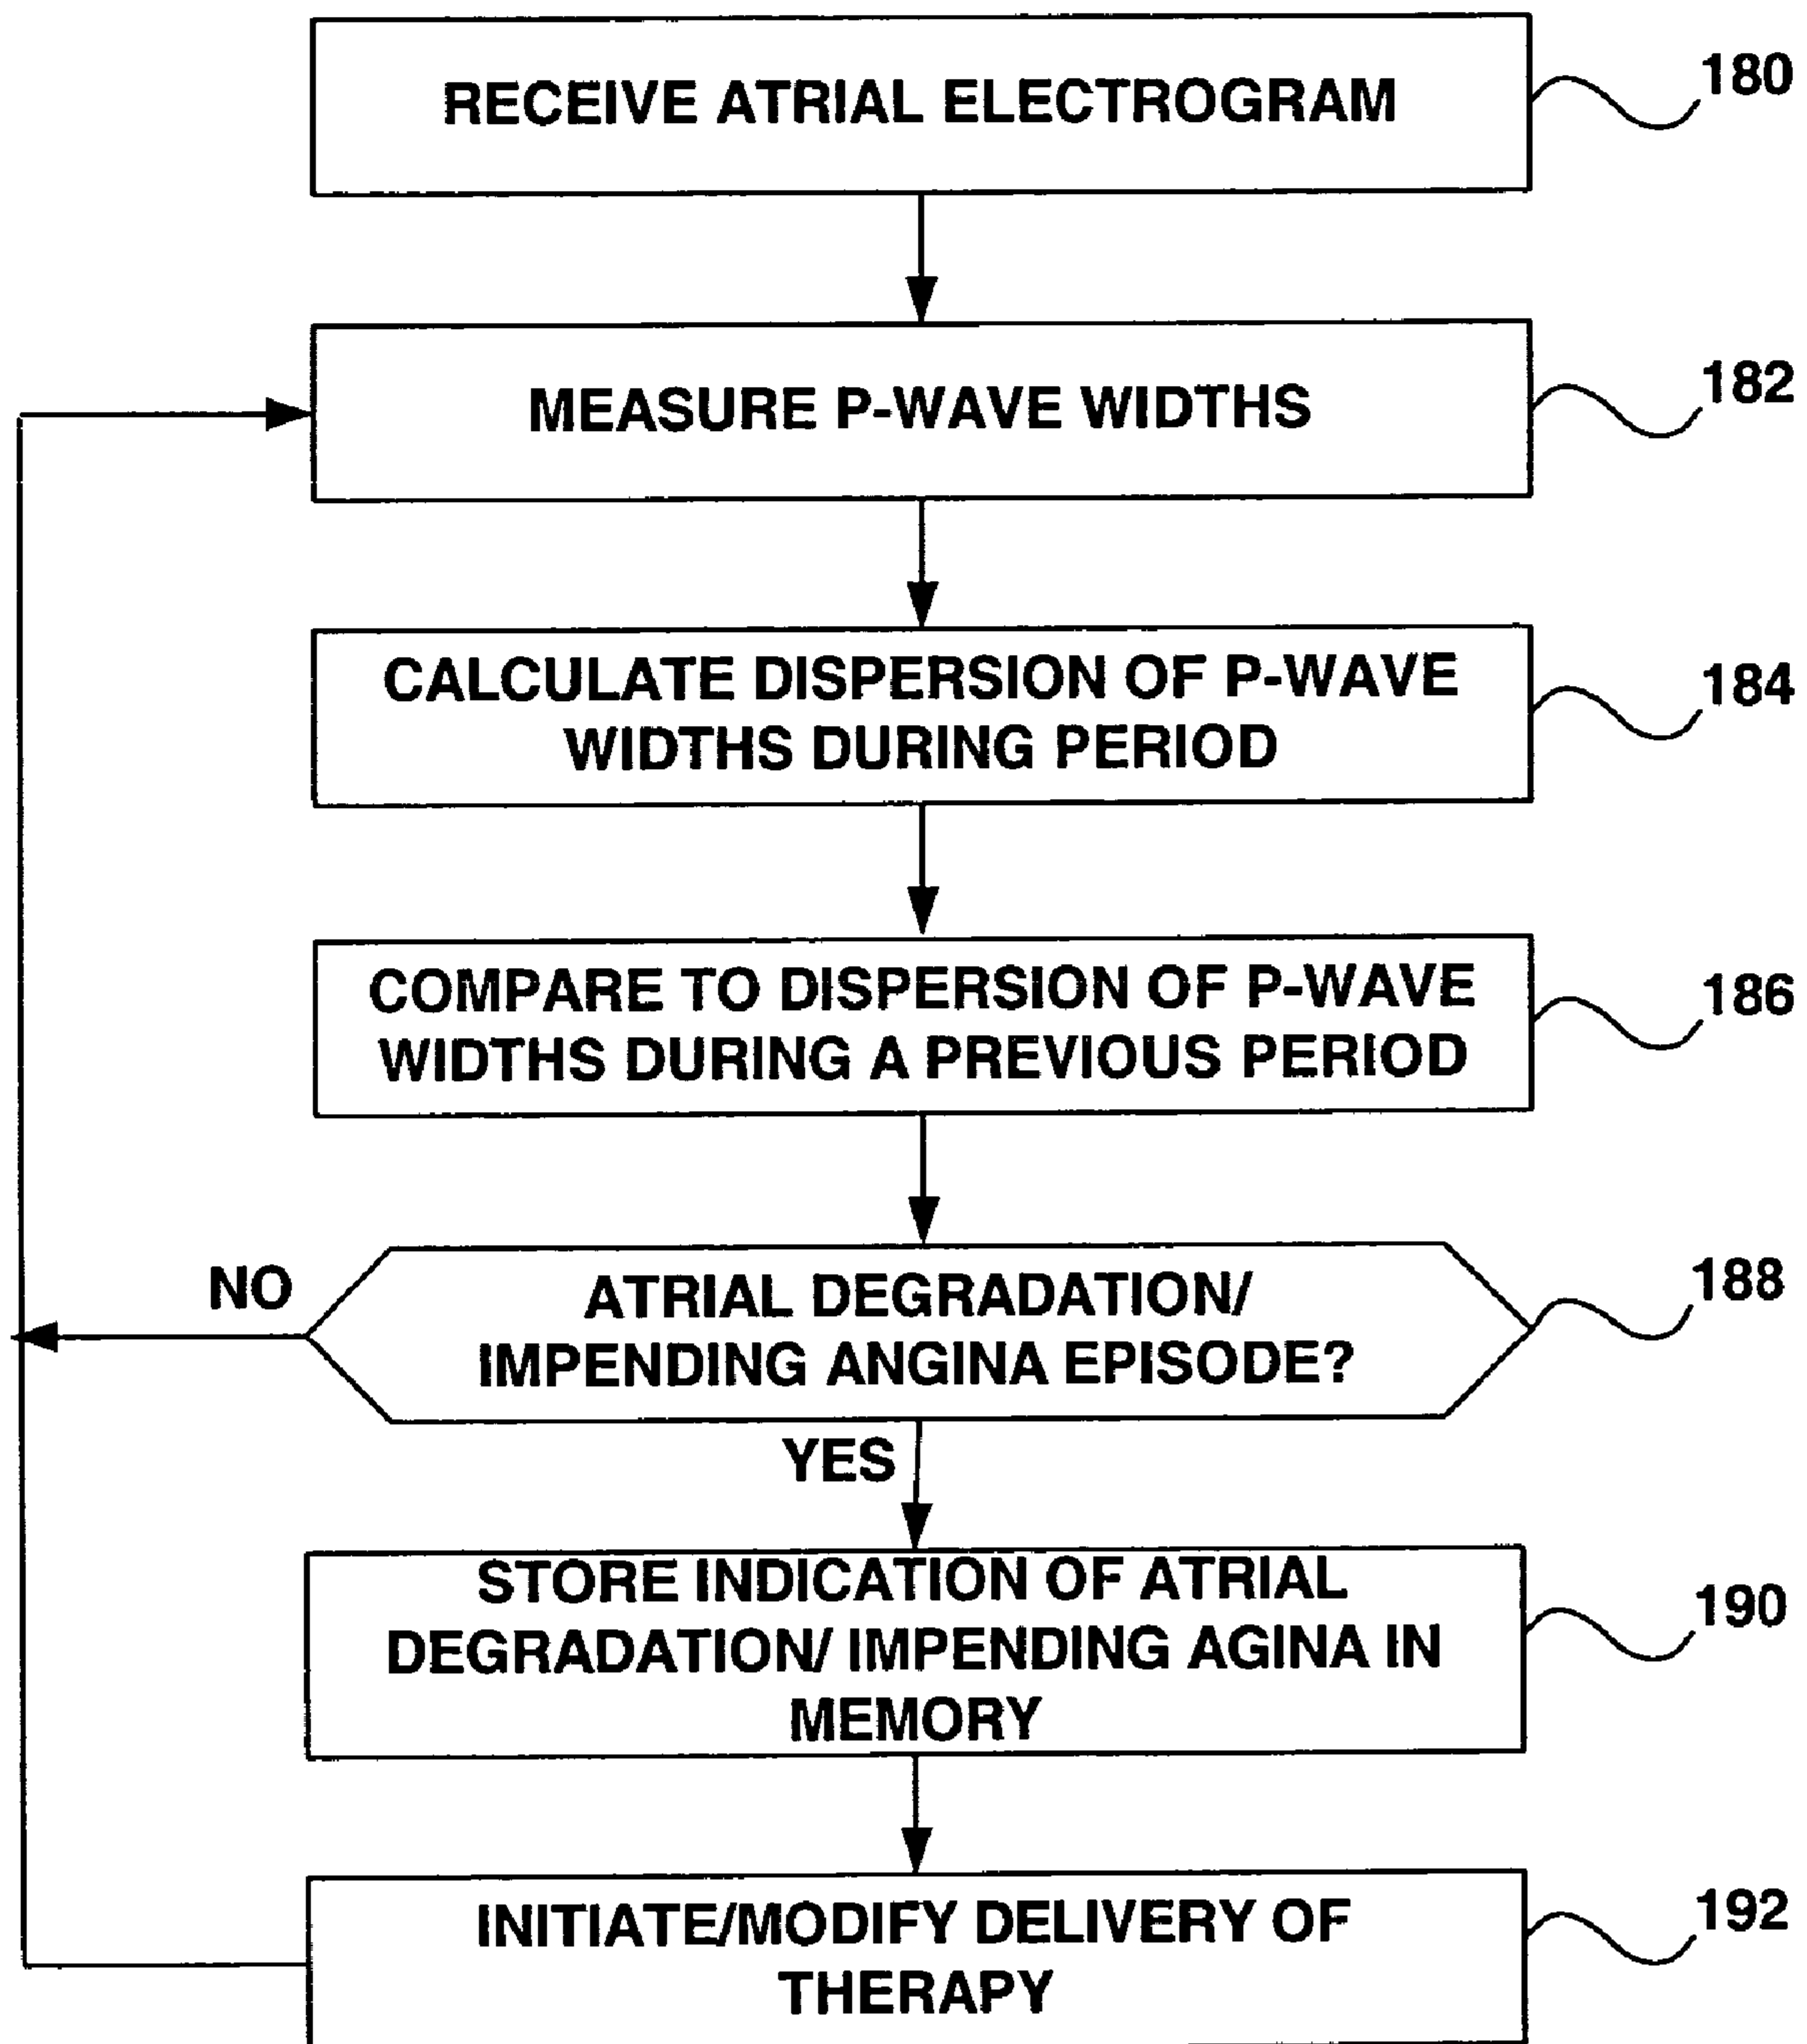 RECEIVE ATRIAL ELECTROGRAM
180
MEASURE P-WAVE WIDTHS
182
CALCULATE DISPERSION OF P-WAVE
WIDTHS DURING PERIOD
184
COMPARE TO DISPERSION OF P-WAVE
WIDTHS DURING A PREVIOUS PERIOD
186
NO
ATRIAL DEGRADATION/
IMPENDING ANGINA EPISODE?
188
YES
STORE INDICATION OF ATRIAL
DEGRADATION/ IMPENDING AGINA IN
MEMORY
190
INITIATE/MODIFY DELIVERY OF
THERAPY
192